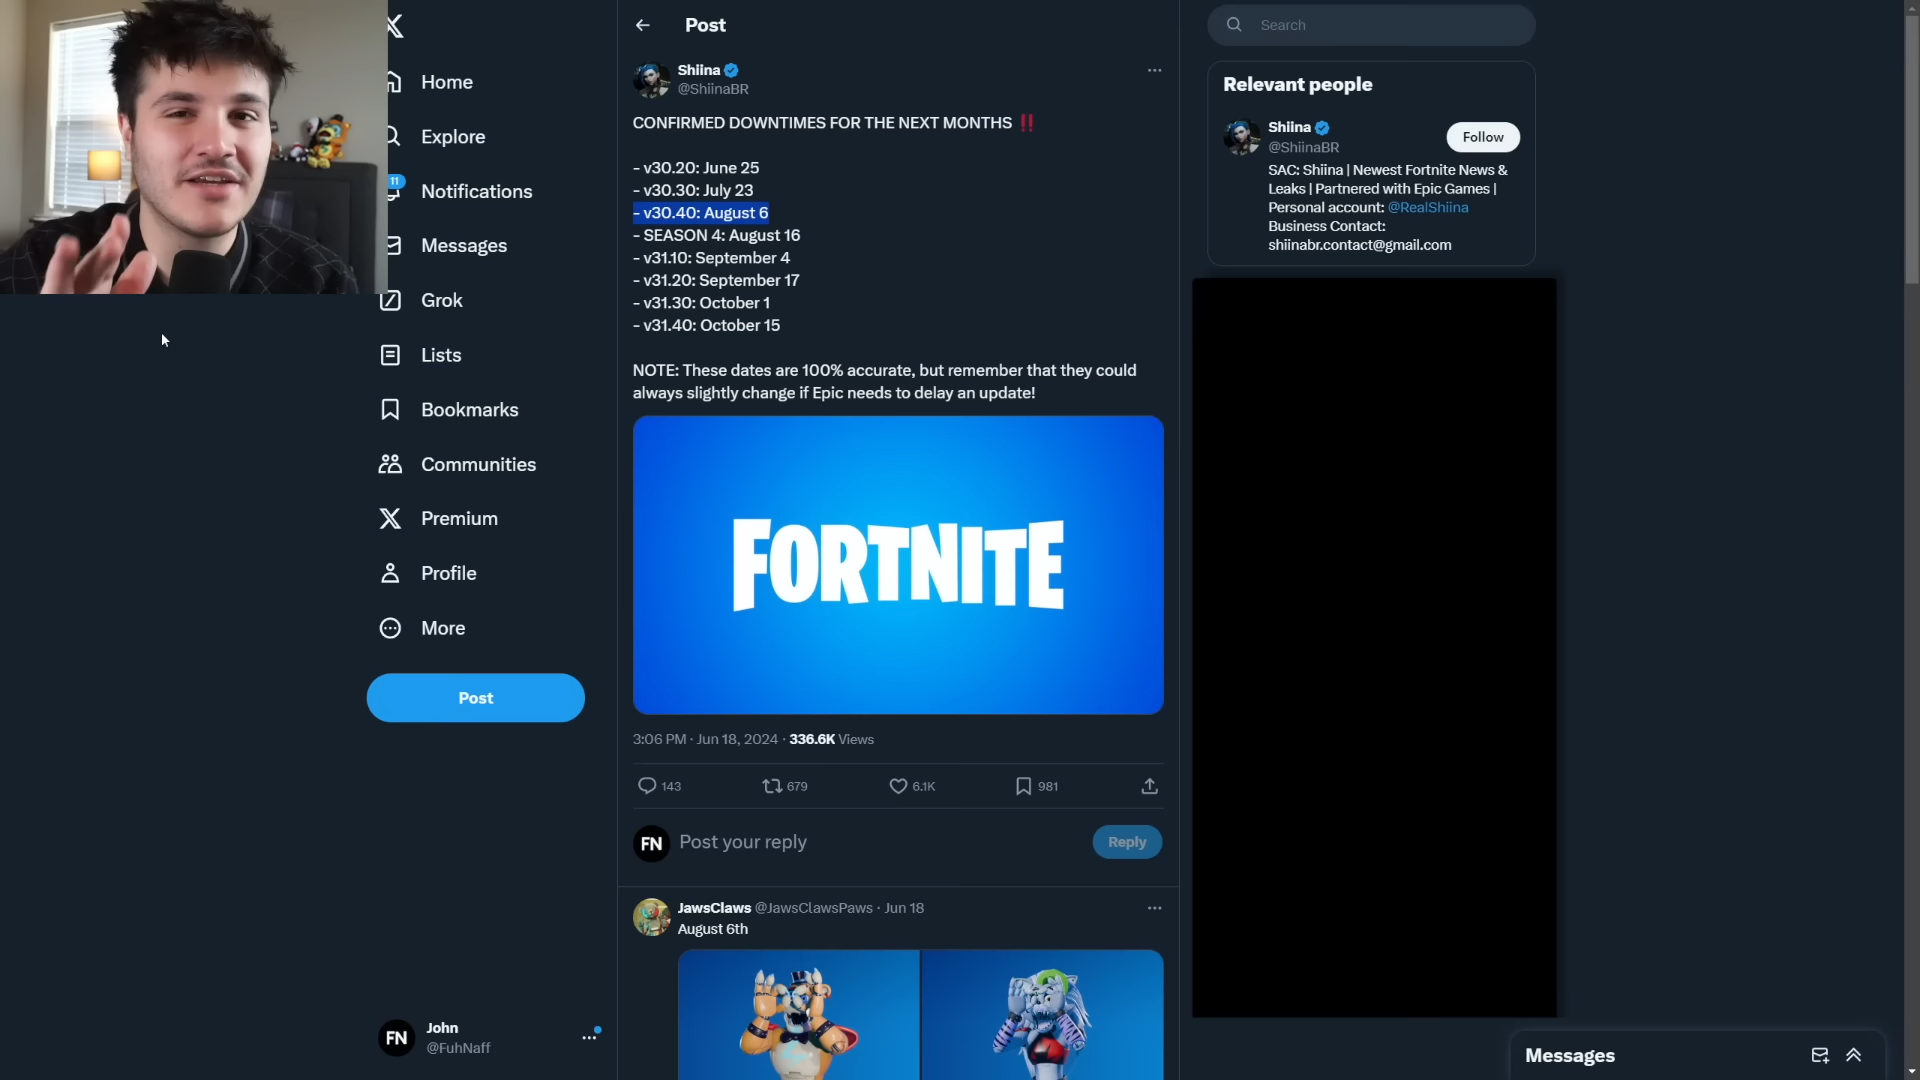 Home
Explore
11
Notifications
Messages
Grok
Lists
Bookmarks
Communities
Premium
Profile
More
Post
FN
John
@FuhNaff
Post
Shiina
@ShiinaBR
CONFIRMED DOWNTIMES FOR THE NEXT MONTHS ‼️
- v30.20: June 25
- v30.30: July 23
- v30.40: August 6
- SEASON 4: August 16
- v31.10: September 4
- v31.20: September 17
- v31.30: October 1
- v31.40: October 15
NOTE: These dates are 100% accurate, but remember that they could
always slightly change if Epic needs to delay an update!
FORTNITE
3:06 PM · Jun 18, 2024 · 336.6K Views
143 679 6.1K 981
FN Post your reply Reply
JawsClaws @JawsClawsPaws · Jun 18
August 6th
Search
Relevant people
Shiina
@ShiinaBR
Follow
SAC: Shiina | Newest Fortnite News &
Leaks | Partnered with Epic Games |
Personal account: @RealShiina
Business Contact:
shiinabr.contact@gmail.com
Messages